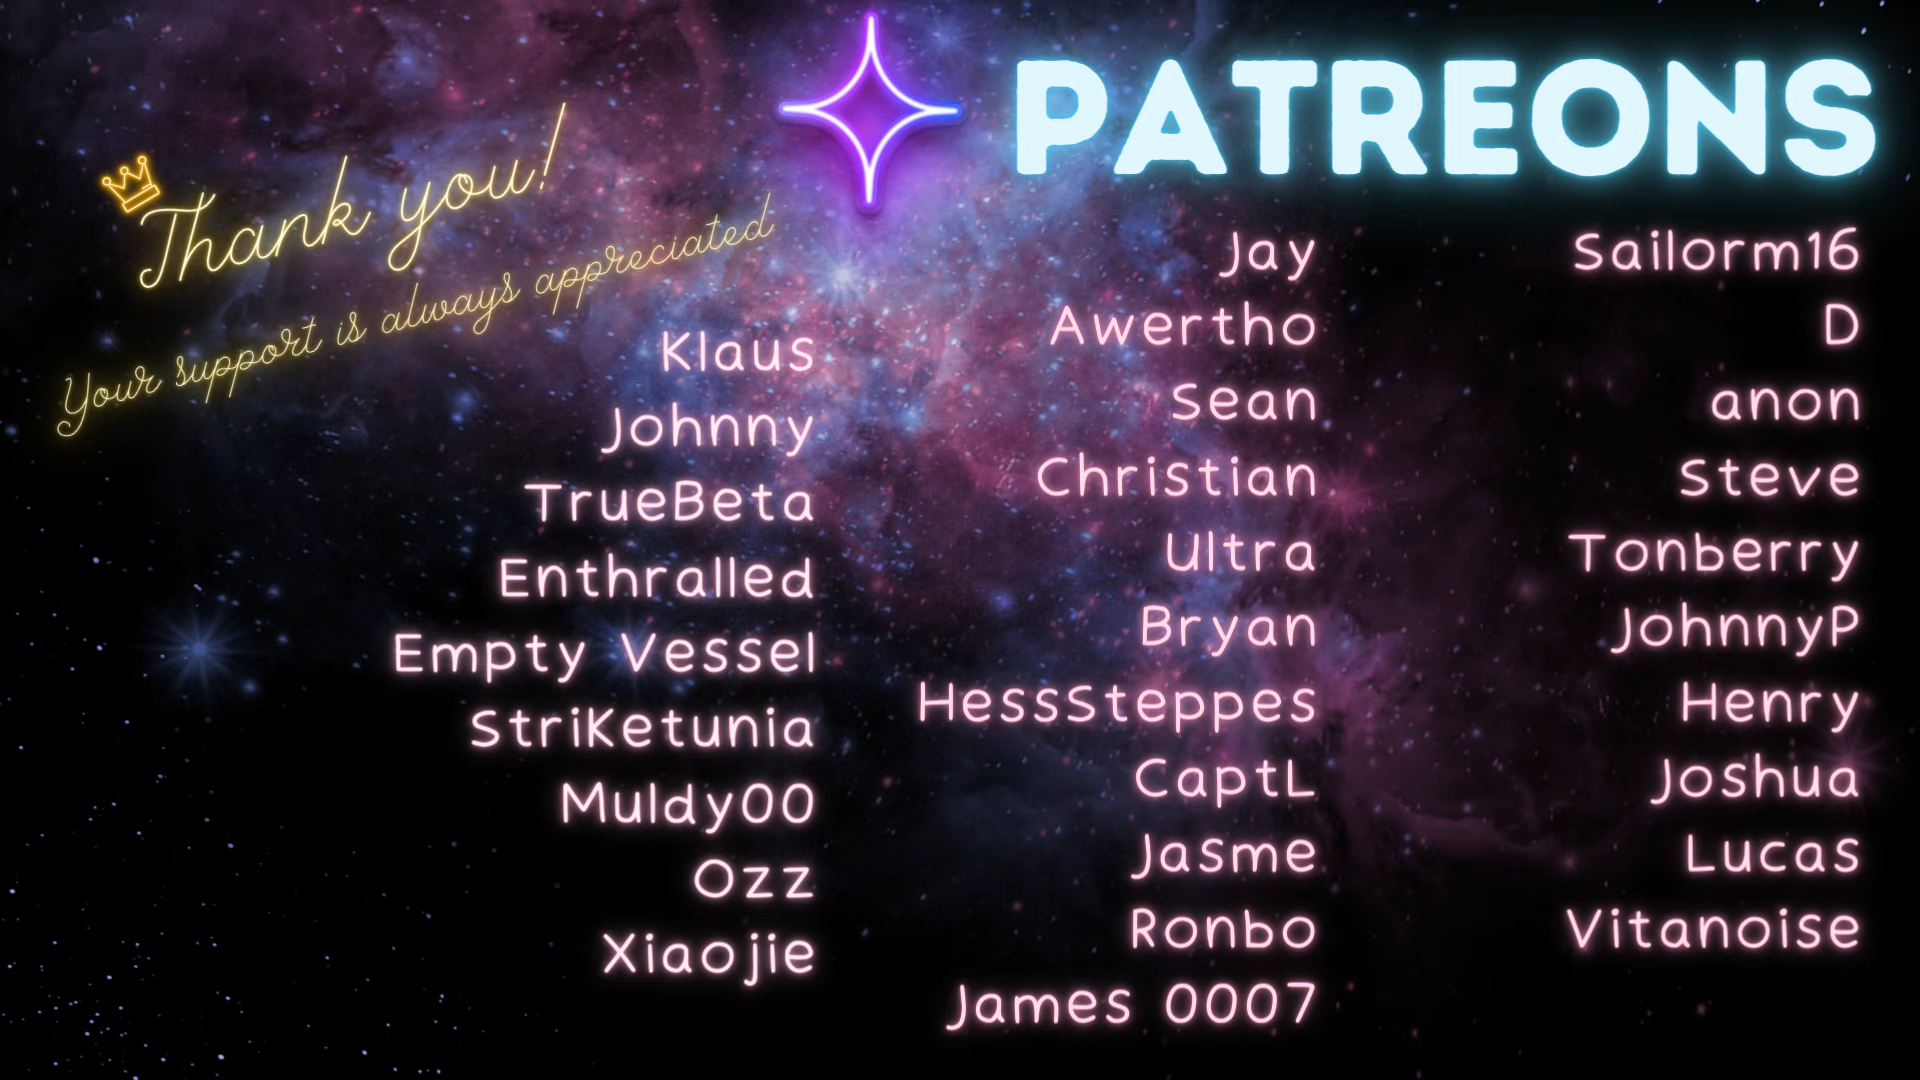 PATREONS
Thank you!
Your support is always appreciated
Klaus
Johnny
TrueBeta
Enthralled
Empty Vessel
StriKetunia
Muldy00
Ozz
Xiaojie
Jay
Awertho
Sean
Christian
Ultra
Bryan
HessSteppes
CaptL
Jasme
Ronbo
James 0007
Sailorm16
D
anon
Steve
Tonberry
JohnnyP
Henry
Joshua
Lucas
Vitanoise